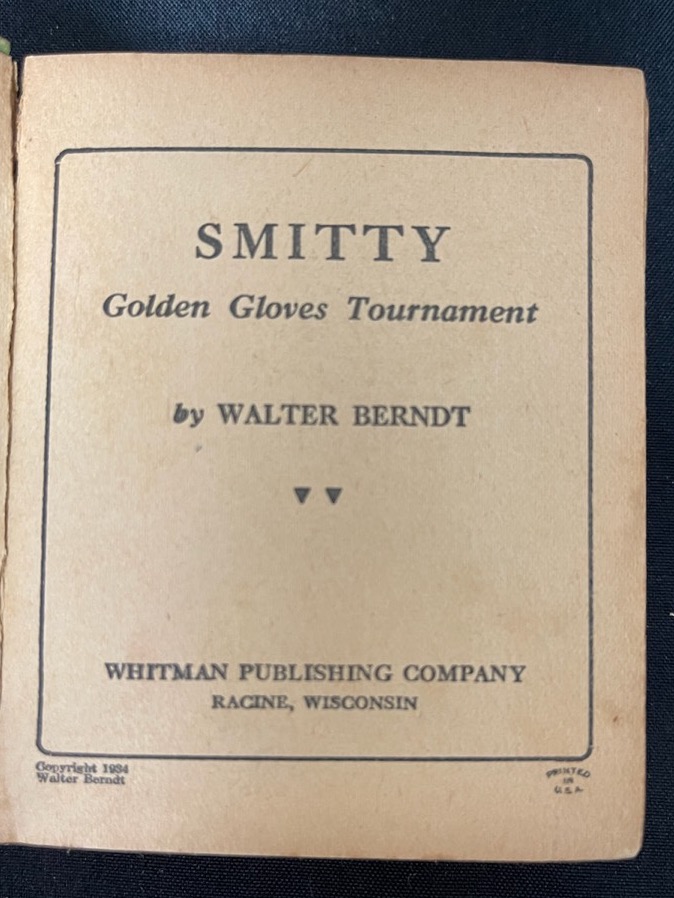 SMITTY
Golden Gloves Tournament
by WALTER BERNDT
WHITMAN PUBLISHING COMPANY
RACINE, WISCONSIN
Copyright 1934
Walter Berndt
PRINTED
IN
U.S.A.